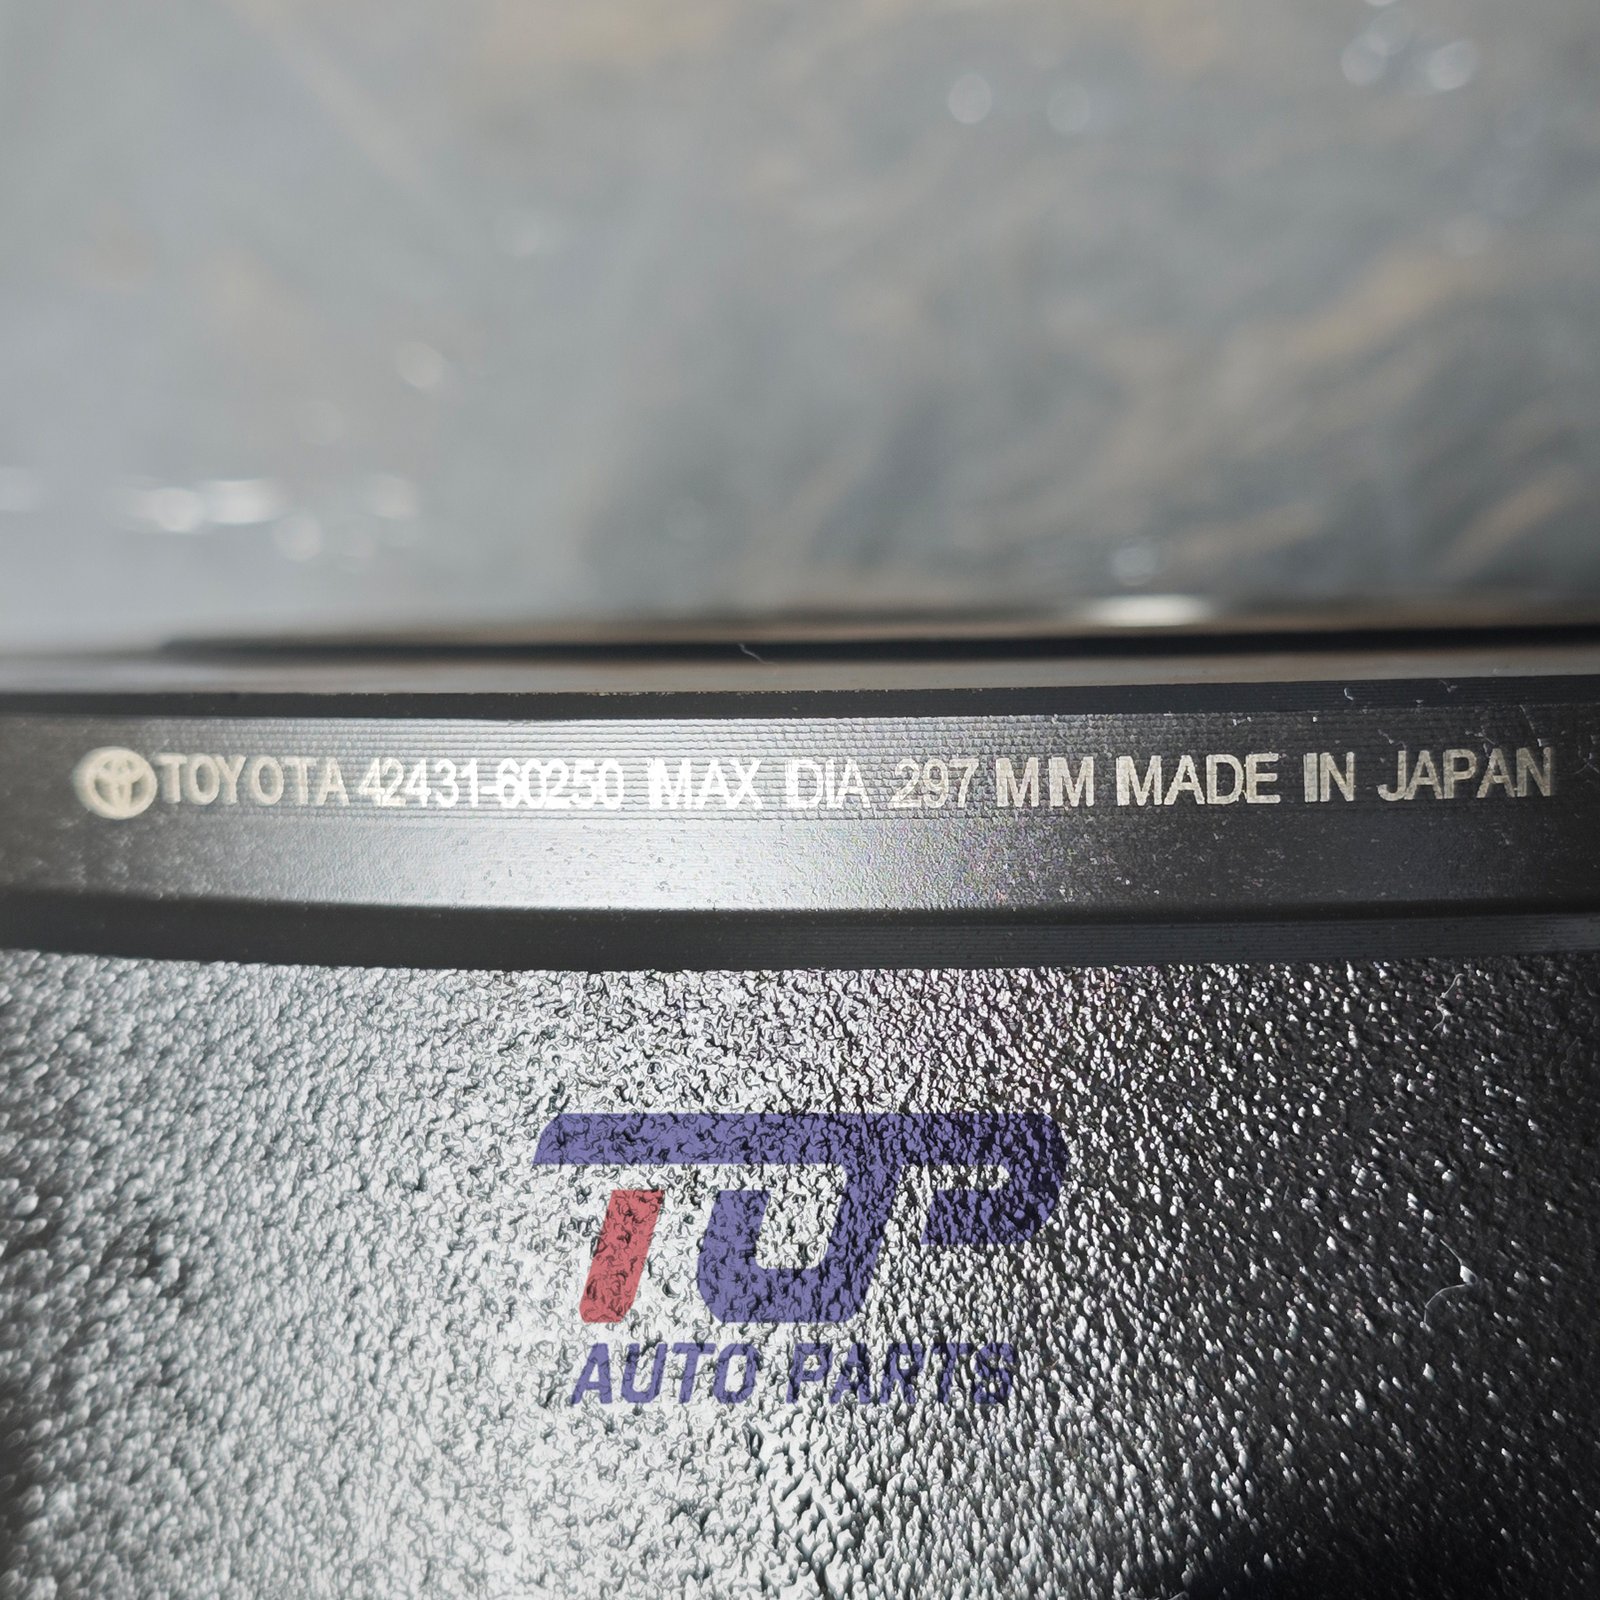 TOYOTA 42431-60250 MAX DIA 297 MM MADE IN JAPAN
TOP
AUTO PARTS